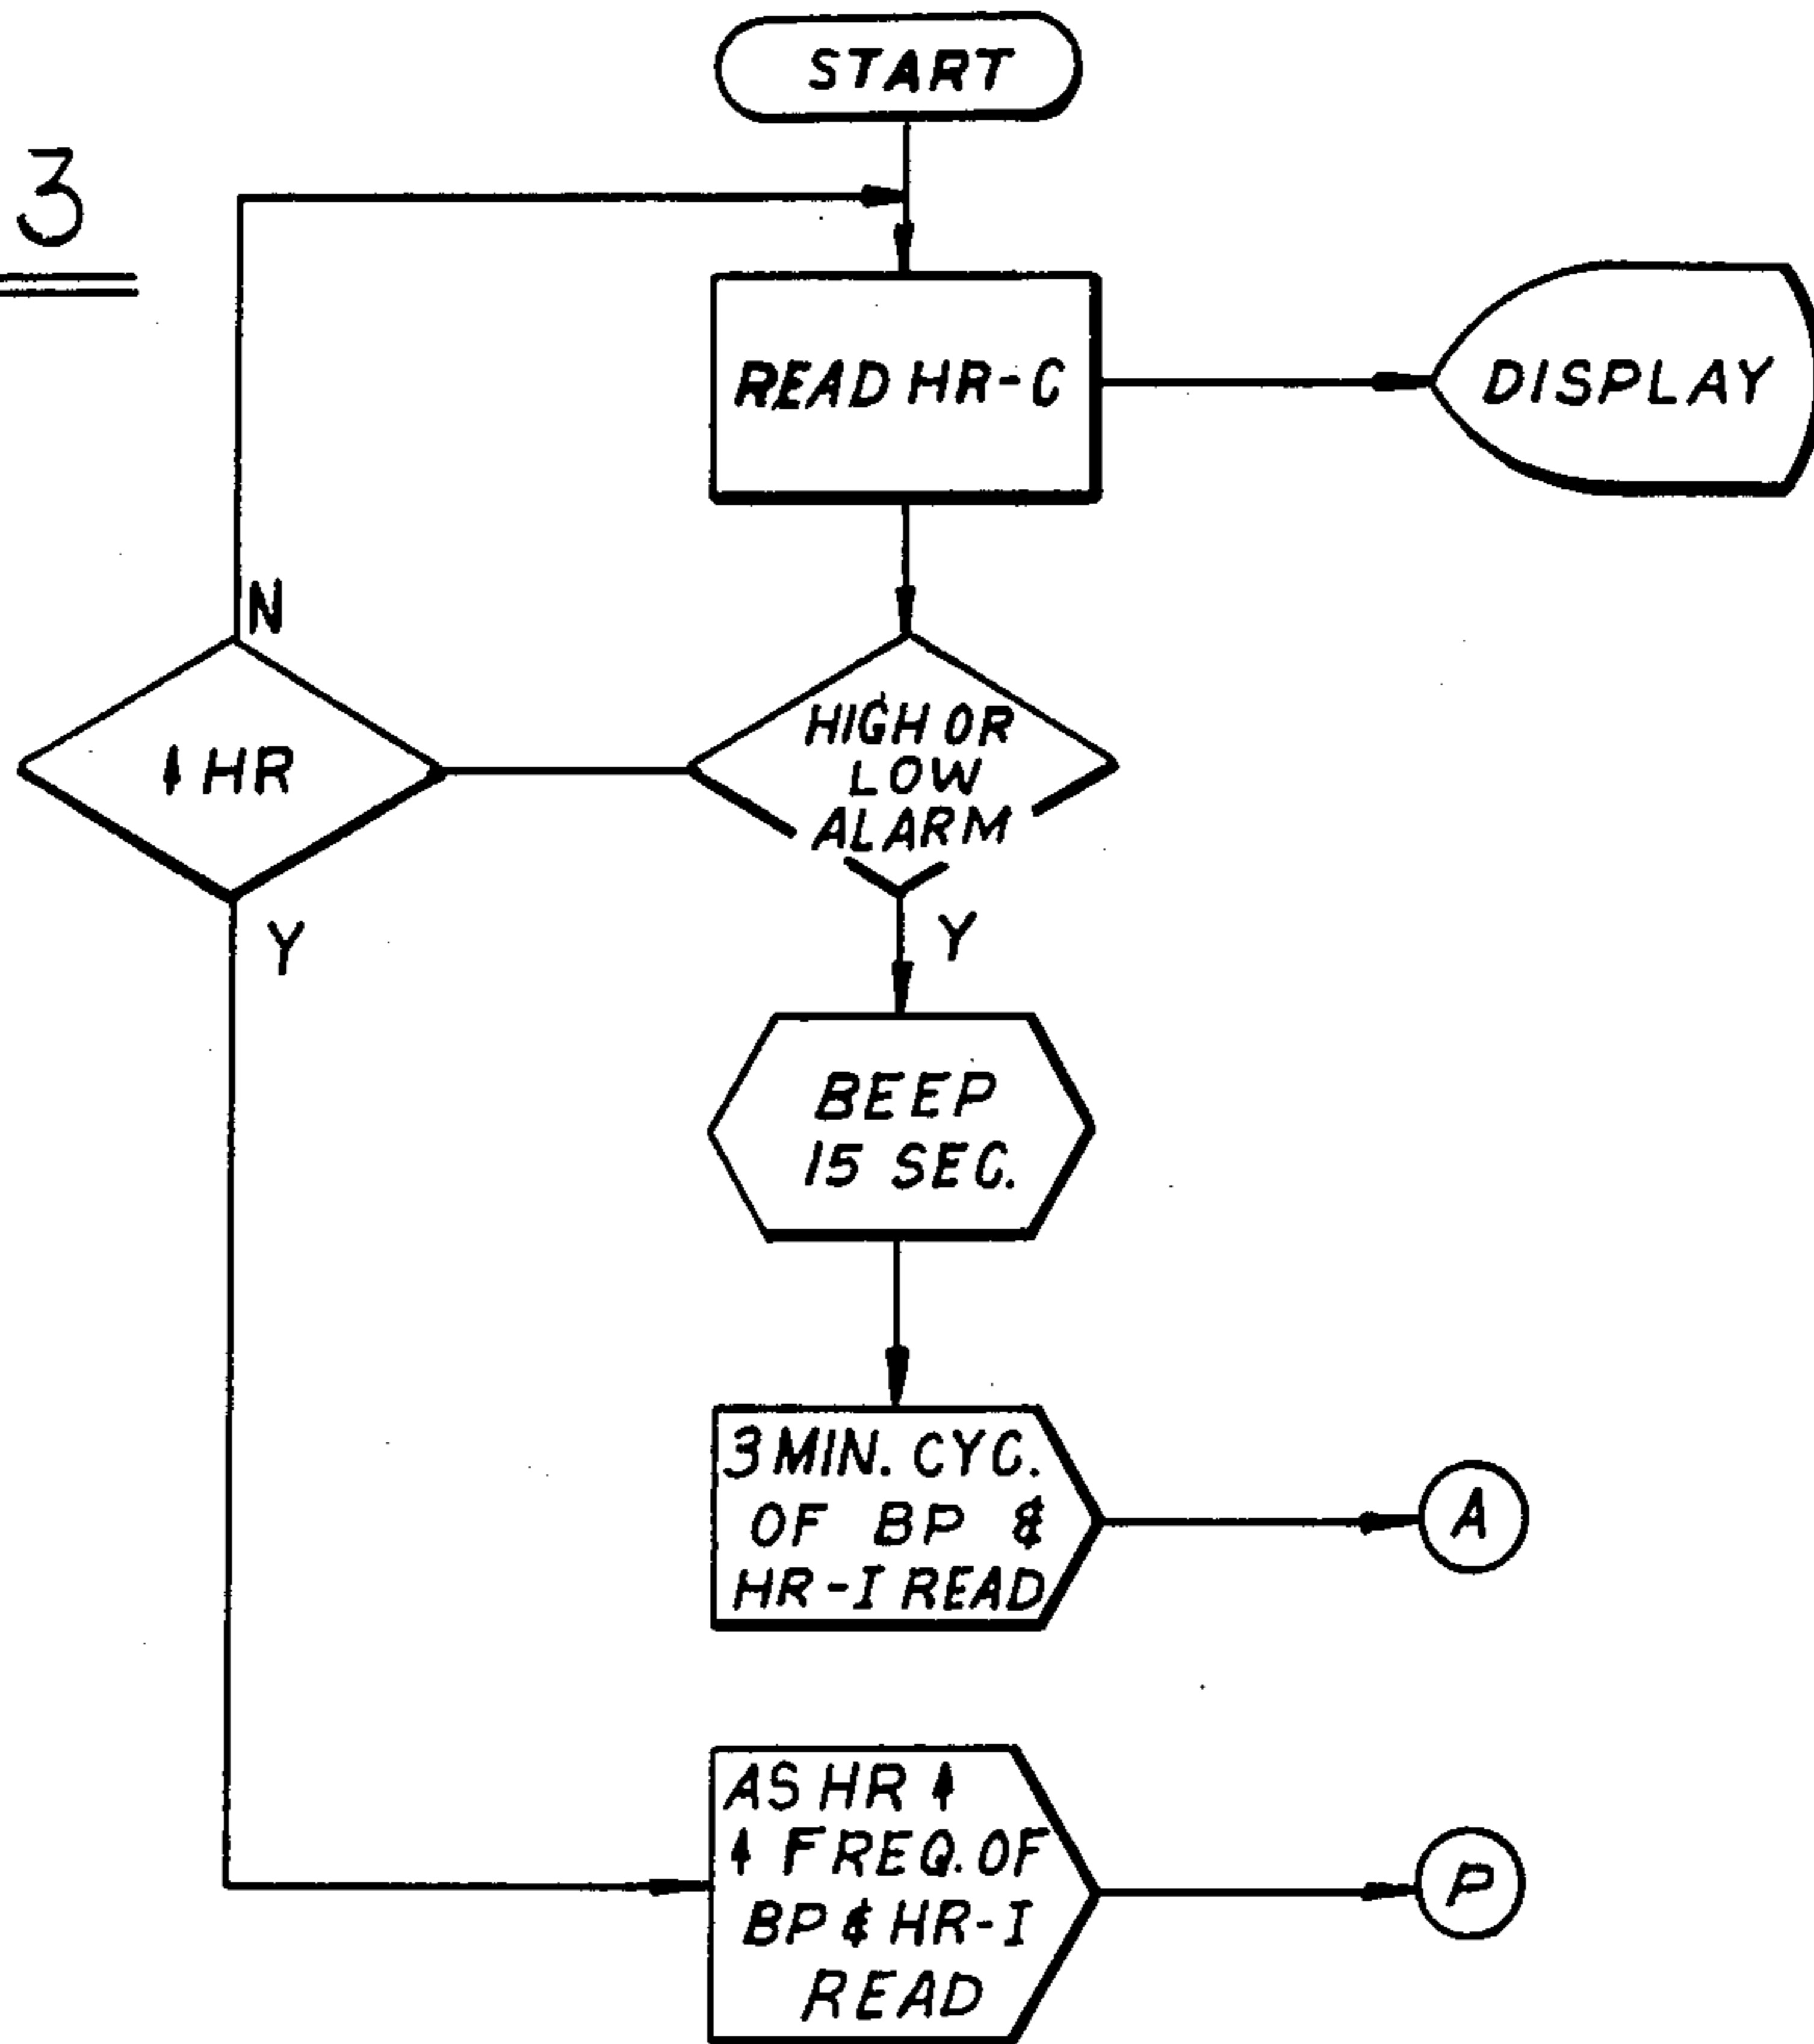 START
3
READ HR-C
DISPLAY
N
↑ HR
HIGH OR
LOW
ALARM
Y
Y
BEEP
15 SEC.
3 MIN. CYC.
OF BP &
HR-I READ
A
AS HR ↑
↑ FREQ. OF
BP & HR-I
READ
P